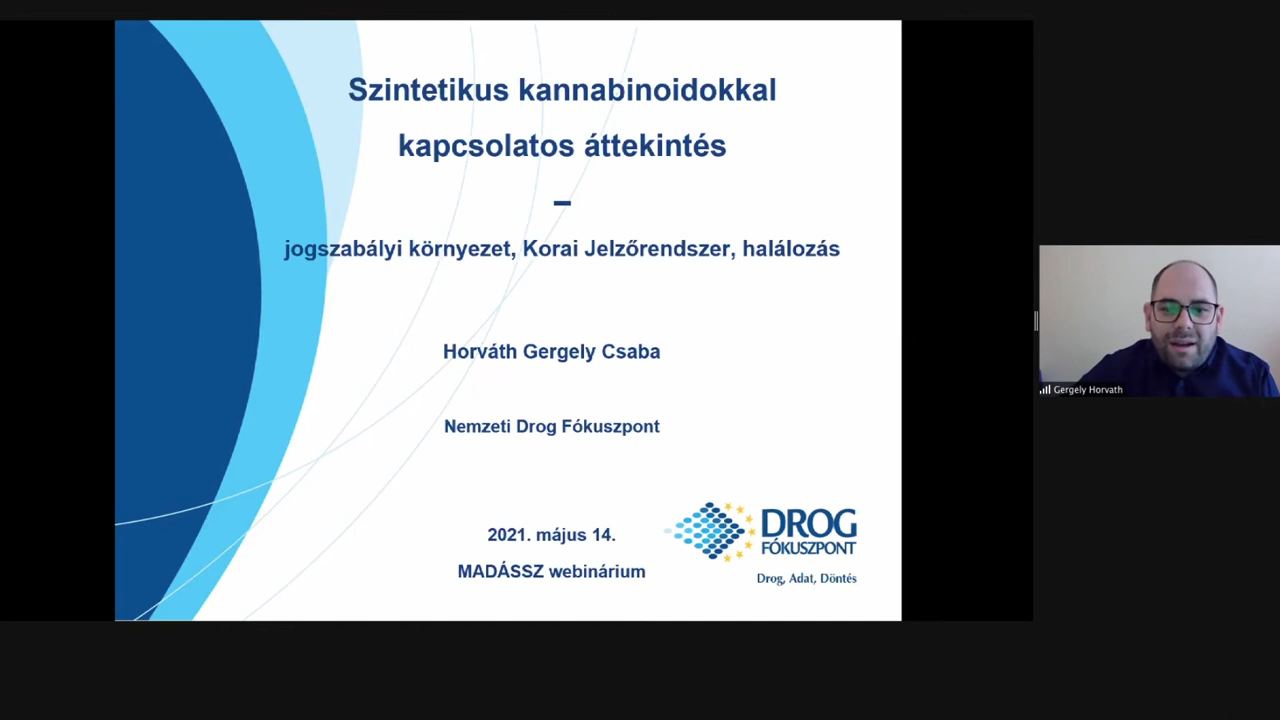 Szintetikus kannabinoidokkal
kapcsolatos áttekintés
–
jogszabályi környezet, Korai Jelzőrendszer, halálozás
Horváth Gergely Csaba
Nemzeti Drog Fókuszpont
2021. május 14.
MADÁSSZ webinárium
DROG
FÓKUSZPONT
Drog, Adat, Döntés
Gergely Horvath